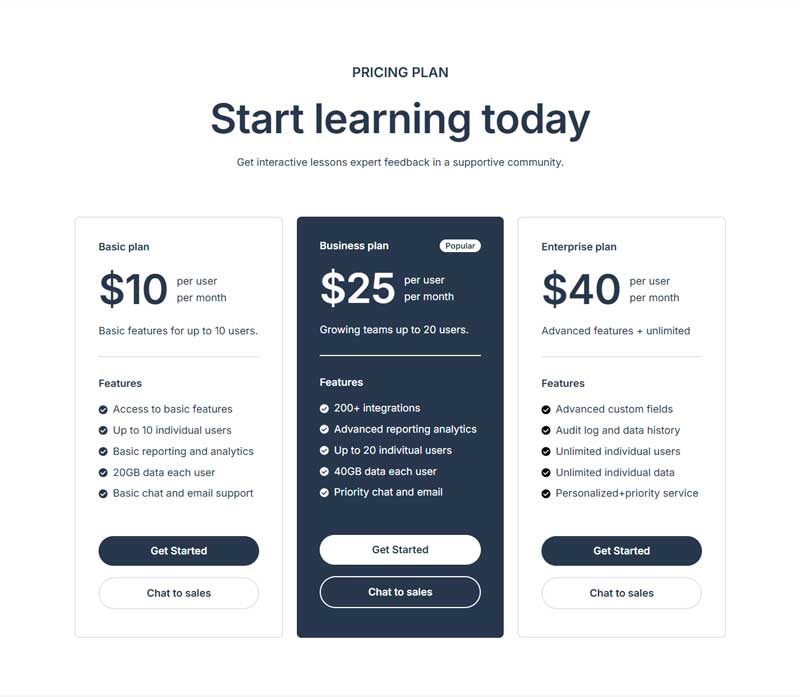 PRICING PLAN
Start learning today
Get interactive lessons expert feedback in a supportive community.
Basic plan
$10
per user
per month
Basic features for up to 10 users.
Features
Access to basic features
Up to 10 individual users
Basic reporting and analytics
20GB data each user
Basic chat and email support
Get Started
Chat to sales
Business plan
Popular
$25
per user
per month
Growing teams up to 20 users.
Features
200+ integrations
Advanced reporting analytics
Up to 20 indivitual users
40GB data each user
Priority chat and email
Get Started
Chat to sales
Enterprise plan
$40
per user
per month
Advanced features + unlimited
Features
Advanced custom fields
Audit log and data history
Unlimited individual users
Unlimited individual data
Personalized+priority service
Get Started
Chat to sales